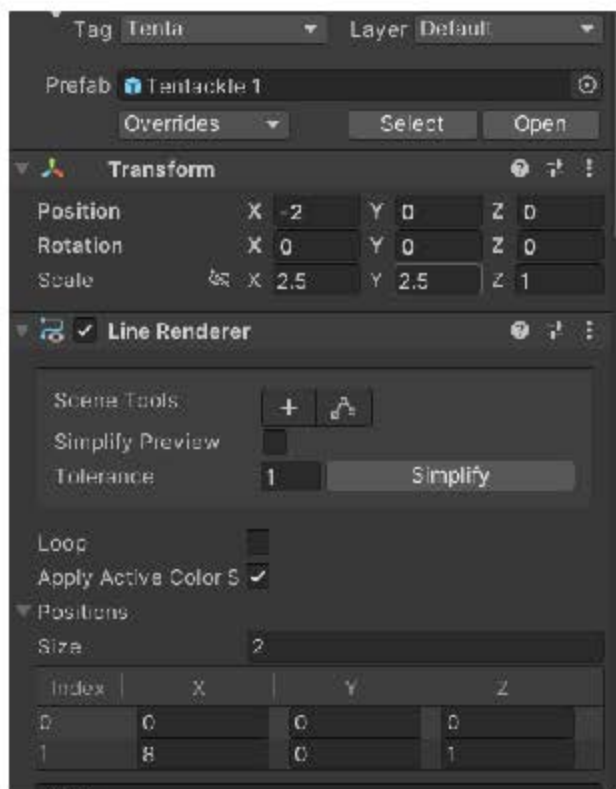 Tag Tenta Layer Default
Prefab Tentackle 1
Overrides Select Open
Transform
Position X -2 Y 0 Z 0
Rotation X 0 Y 0 Z 0
Scale X 2.5 Y 2.5 Z 1
Line Renderer
Scene Tools
Simplify Preview
Tolerance 1 Simplify
Loop
Apply Active Color S
Positions
Size 2
Index X Y Z
0 0 0 0
1 8 0 1